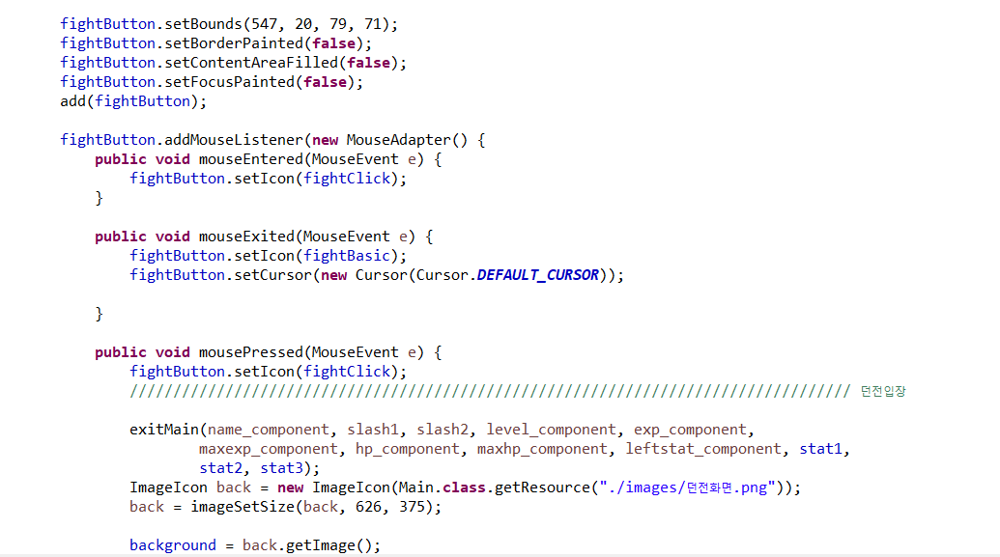 fightButton.setBounds(547, 20, 79, 71);
fightButton.setBorderPainted(false);
fightButton.setContentAreaFilled(false);
fightButton.setFocusPainted(false);
add(fightButton);

fightButton.addMouseListener(new MouseAdapter() {
    public void mouseEntered(MouseEvent e) {
        fightButton.setIcon(fightClick);
    }

    public void mouseExited(MouseEvent e) {
        fightButton.setIcon(fightBasic);
        fightButton.setCursor(new Cursor(Cursor.DEFAULT_CURSOR));

    }

    public void mousePressed(MouseEvent e) {
        fightButton.setIcon(fightClick);
        /////////////////////////////////////////////////////////////////////////////////// 던전입장

        exitMain(name_component, slash1, slash2, level_component, exp_component,
                maxexp_component, hp_component, maxhp_component, leftstat_component, stat1,
                stat2, stat3);
        ImageIcon back = new ImageIcon(Main.class.getResource("./images/던전화면.png"));
        back = imageSetSize(back, 626, 375);

        background = back.getImage();